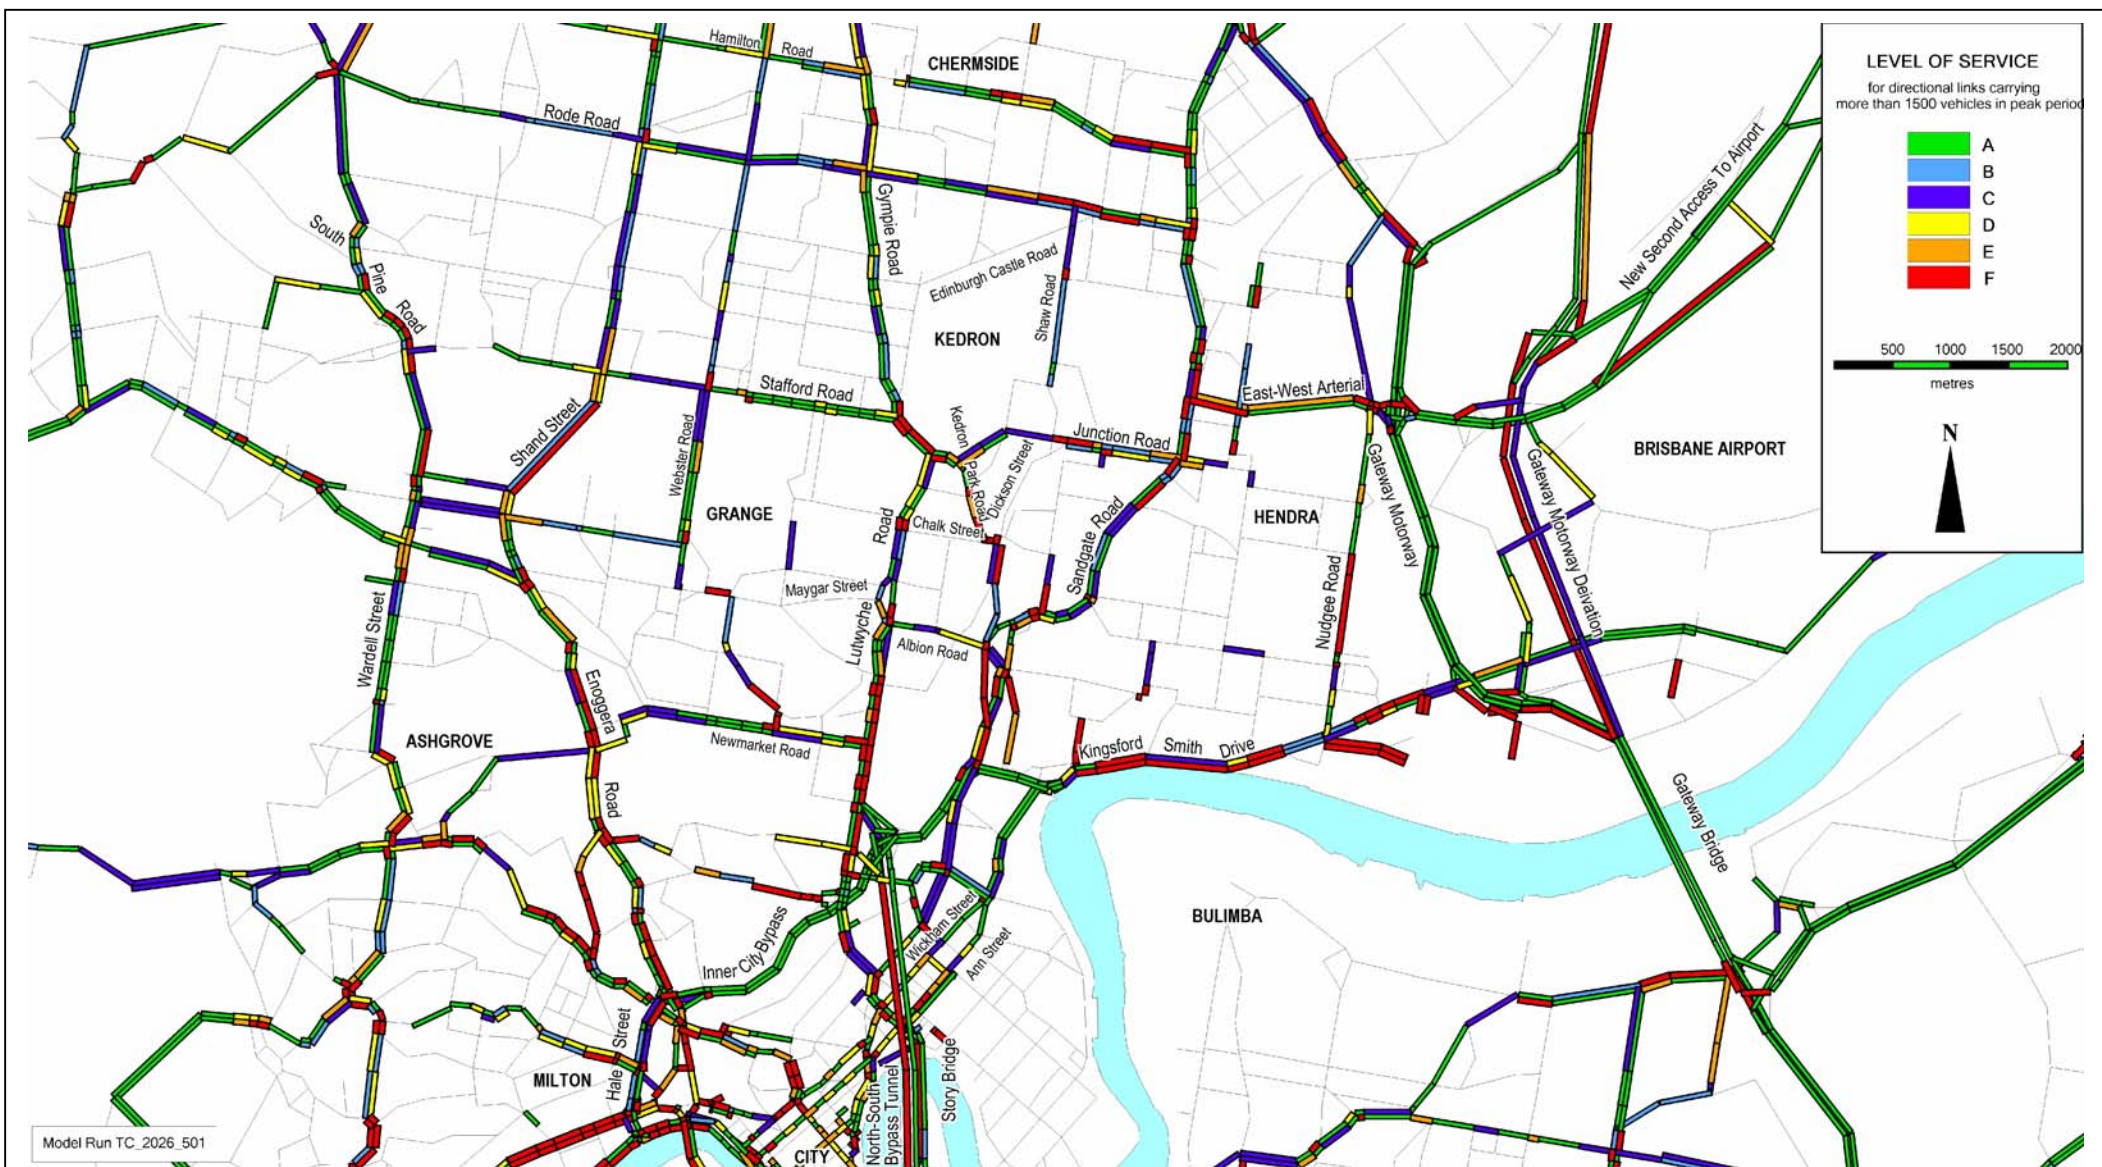 LEVEL OF SERVICE
for directional links carrying
more than 1500 vehicles in peak period
A
B
C
D
E
F
500 1000 1500 2000
metres
N
Hamilton Road
CHERMSIDE
Rode Road
Gympie Road
South Pine Road
Edinburgh Castle Road
Shaw Road
KEDRON
New Second Access To Airport
Stafford Road
East-West Arterial
Shand Street
Webster Road
Kedron Park Road
Junction Road
Dickson Street
BRISBANE AIRPORT
GRANGE
Chalk Street
Sandgate Road
HENDRA
Gateway Motorway
Gateway Motorway Deivation
Nudgee Road
Maygar Street
Lutwyche Road
Albion Road
Wardell Street
Enoggera Road
ASHGROVE
Newmarket Road
Kingsford Smith Drive
Gateway Bridge
BULIMBA
Inner City Bypass
Wickham Street
Ann Street
Hale Street
MILTON
North-South
Bypass Tunnel
Story Bridge
CITY
Model Run TC_2026_501